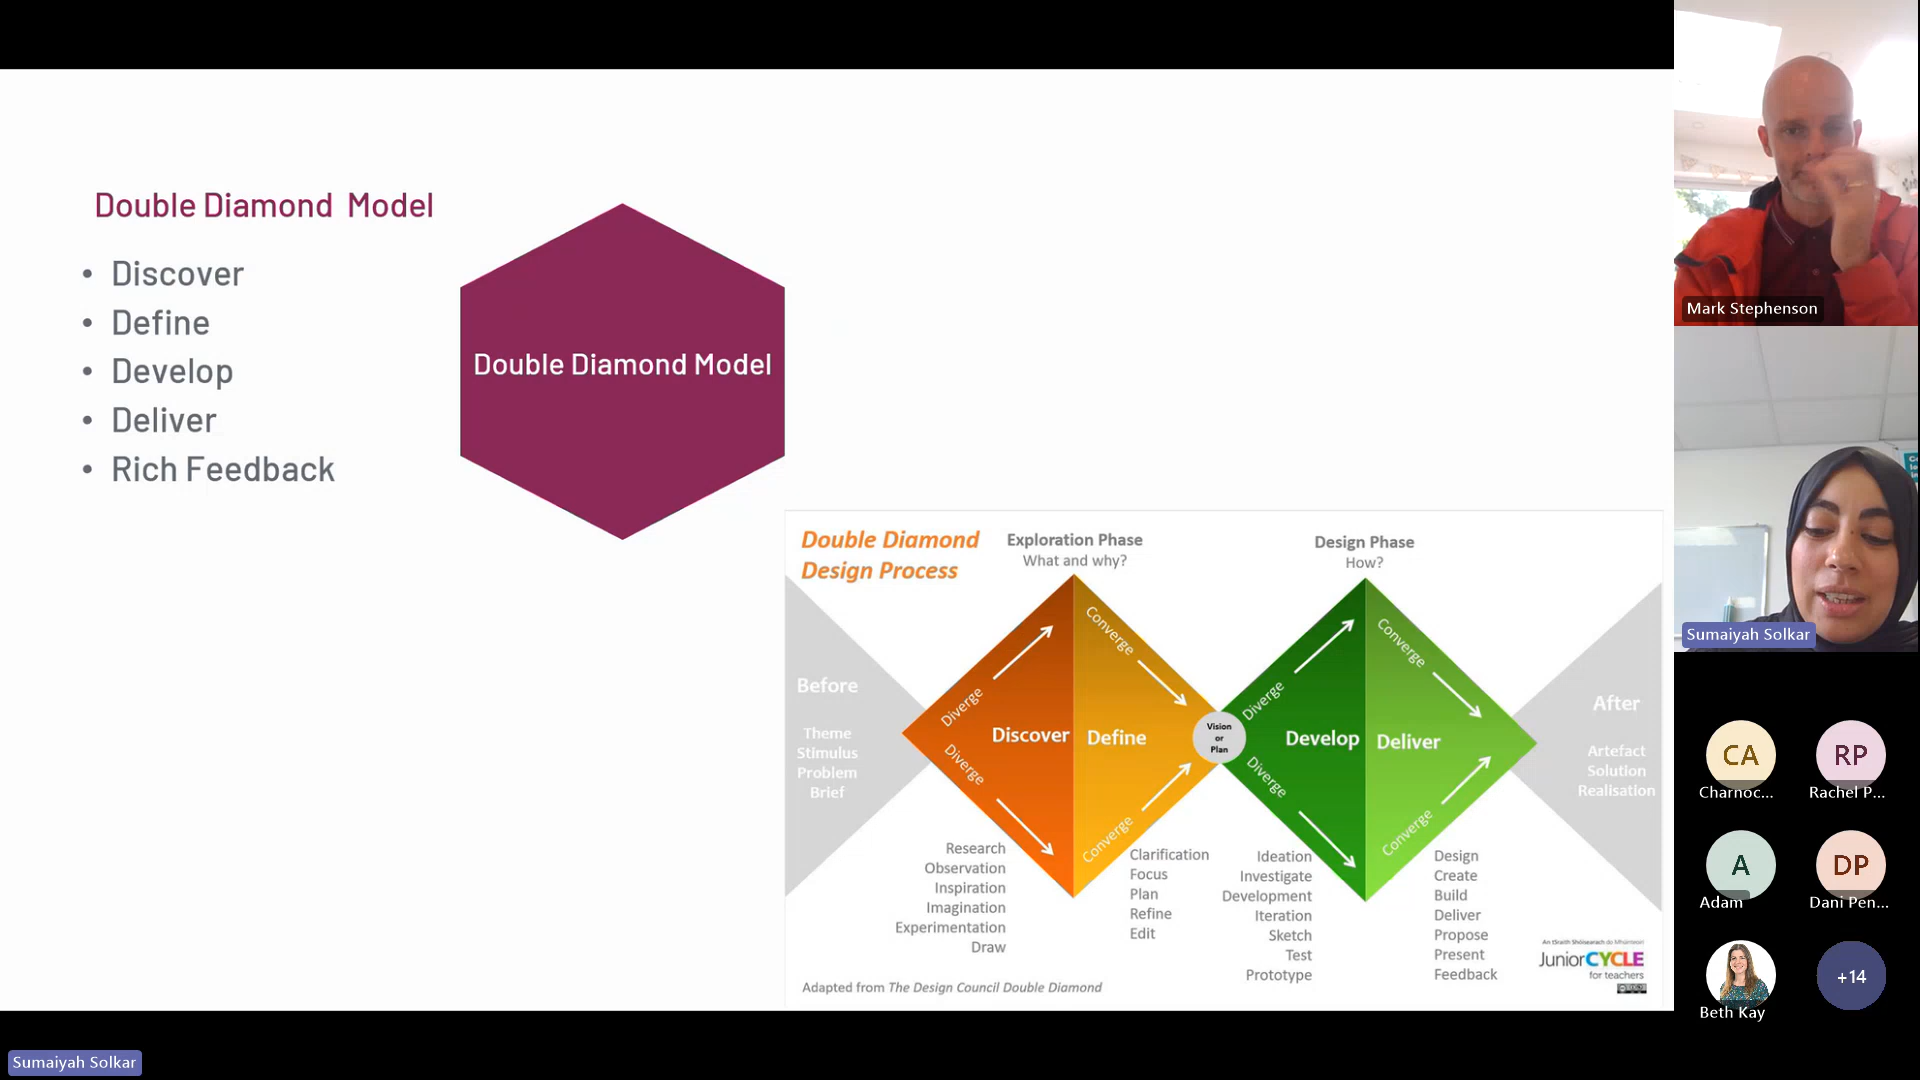 Double Diamond Model
Discover
Define
Develop
Deliver
Rich Feedback
Double Diamond Model
Double Diamond
Design Process
Exploration Phase
What and why?
Design Phase
How?
Before
Theme
Stimulus
Problem
Brief
Diverge
Diverge
Discover
Converge
Converge
Define
Vision
or
Plan
Diverge
Diverge
Develop
Converge
Converge
Deliver
After
Artefact
Solution
Realisation
Research
Observation
Inspiration
Imagination
Experimentation
Draw
Clarification
Focus
Plan
Refine
Edit
Ideation
Investigate
Development
Iteration
Sketch
Test
Prototype
Design
Create
Build
Deliver
Propose
Present
Feedback
Adapted from The Design Council Double Diamond
JuniorCYCLE
for teachers
Mark Stephenson
Sumaiyah Solkar
CA
Charnoc...
RP
Rachel P...
A
Adam
DP
Dani Pen...
Beth Kay
+14
Sumaiyah Solkar